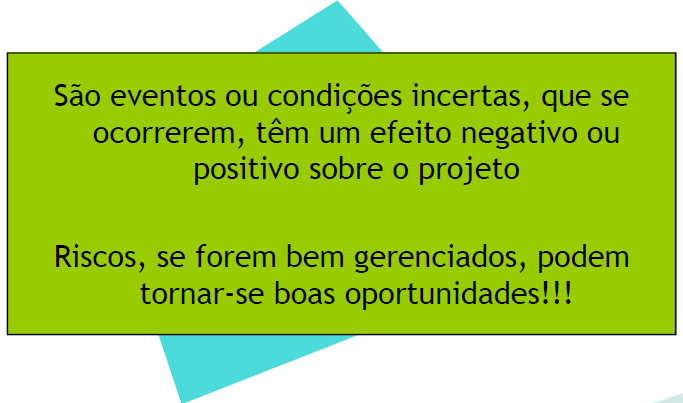 São eventos ou condições incertas, que se
ocorrerem, têm um efeito negativo ou
positivo sobre o projeto
Riscos, se forem bem gerenciados, podem
tornar-se boas oportunidades!!!